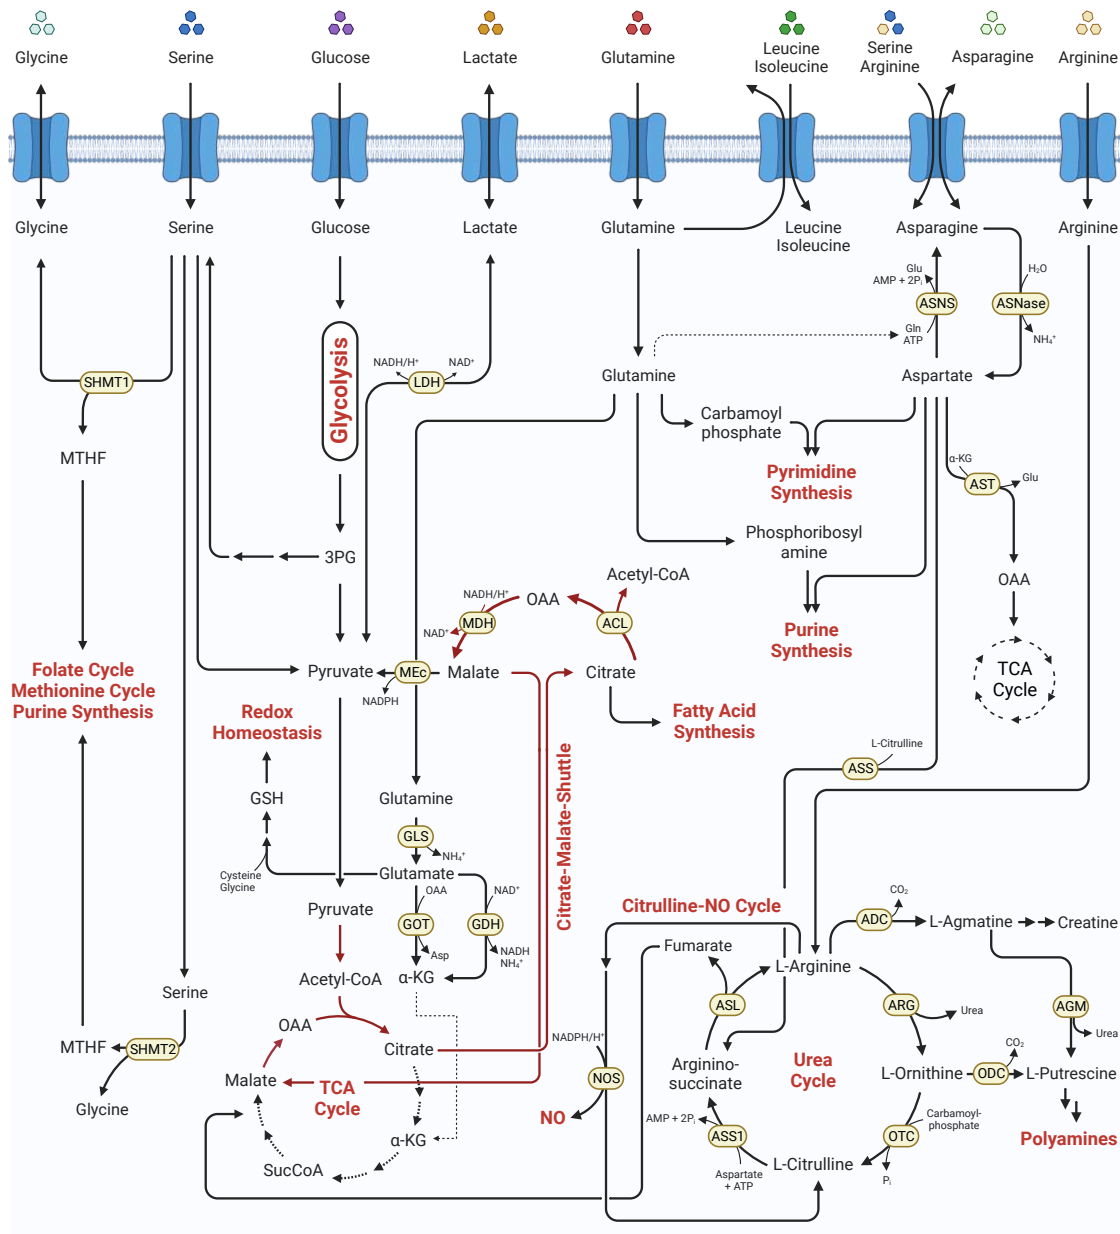 Glycine
Serine
Glucose
Lactate
Glutamine
Leucine
Isoleucine
Serine
Arginine
Asparagine
Arginine
Glycine
Serine
Glucose
Lactate
Glutamine
Leucine
Isoleucine
Asparagine
Arginine
Glu
AMP + 2Pᵢ
ASNS
Gln
ATP
H₂O
ASNase
NH₄⁺
Glycolysis
NADH/H⁺
NAD⁺
LDH
SHMT1
MTHF
Glutamine
Aspartate
Carbamoyl
phosphate
Pyrimidine
Synthesis
α-KG
AST
Glu
3PG
Phosphoribosyl
amine
OAA
Acetyl-CoA
NADH/H⁺
OAA
MDH
ACL
NAD⁺
Purine
Synthesis
TCA
Cycle
Folate Cycle
Methionine Cycle
Purine Synthesis
Pyruvate
MEc
Malate
Citrate
NADPH
Redox
Homeostasis
Fatty Acid
Synthesis
Citrate-Malate-Shuttle
L-Citrulline
ASS
GSH
Glutamine
GLS
NH₄⁺
Cysteine
Glycine
Glutamate
OAA
NAD⁺
GOT
GDH
Asp
NADH
NH₄⁺
Pyruvate
Acetyl-CoA
α-KG
Citrulline-NO Cycle
CO₂
ADC
L-Agmatine
Creatine
Fumarate
L-Arginine
Serine
ASL
ARG
Urea
AGM
Urea
OAA
Citrate
MTHF
SHMT2
NADPH/H⁺
NOS
Arginino-
succinate
Urea
Cycle
CO₂
L-Ornithine
ODC
L-Putrescine
Malate
TCA
Cycle
Glycine
NO
AMP + 2Pᵢ
ASS1
Carbamoyl-
phosphate
OTC
Polyamines
α-KG
SucCoA
Aspartate
+ ATP
L-Citrulline
Pᵢ